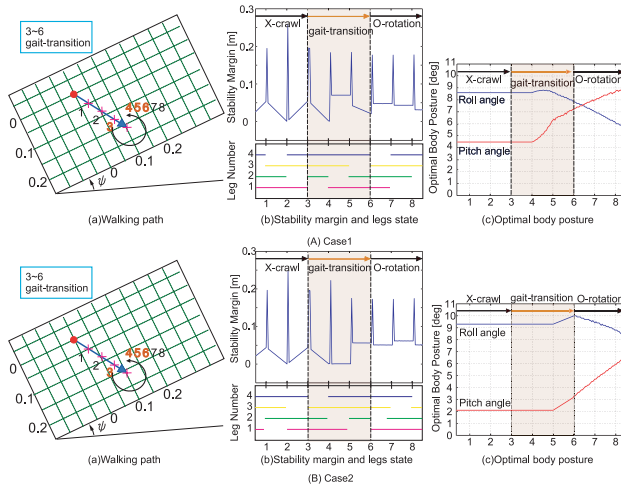 3~6
gait-transition
1
2
3
45678
0
0.1
0.2
0
0.1
0.2
ψ
(a)Walking path
Stability Margin [m]
0.3
0.2
0.1
0
X-crawl
gait-transition
O-rotation
Leg Number
4
3
2
1
1 2 3 4 5 6 7 8
(b)Stability margin and legs state
Optimal Body Posture [deg]
11
10
9
8
7
6
5
4
3
2
1
0
X-crawl
gait-transition
O-rotation
Roll angle
Pitch angle
1 2 3 4 5 6 7 8
(c)Optimal body posture
(A) Case1
3~6
gait-transition
1
2
3
45678
0
0.1
0.2
0
0.1
0.2
ψ
(a)Walking path
Stability Margin [m]
0.3
0.2
0.1
0
X-crawl
gait-transition
O-rotation
Leg Number
4
3
2
1
1 2 3 4 5 6 7 8
(b)Stability margin and legs state
Optimal Body Posture [deg]
11
10
9
8
7
6
5
4
3
2
1
0
X-crawl
gait-transition
O-rotation
Roll angle
Pitch angle
1 2 3 4 5 6 7 8
(c)Optimal body posture
(B) Case2